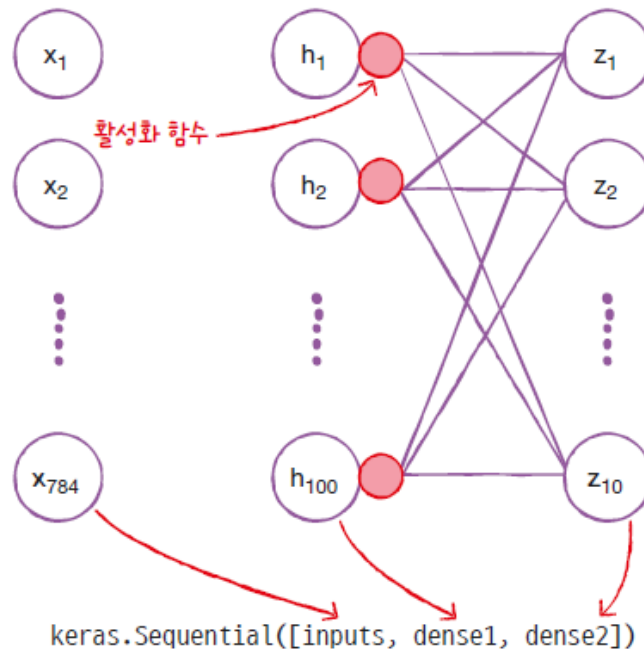 x₁ h₁ z₁
활성화 함수
x₂ h₂ z₂
x₇₈₄ h₁₀₀ z₁₀
keras.Sequential([inputs, dense1, dense2])